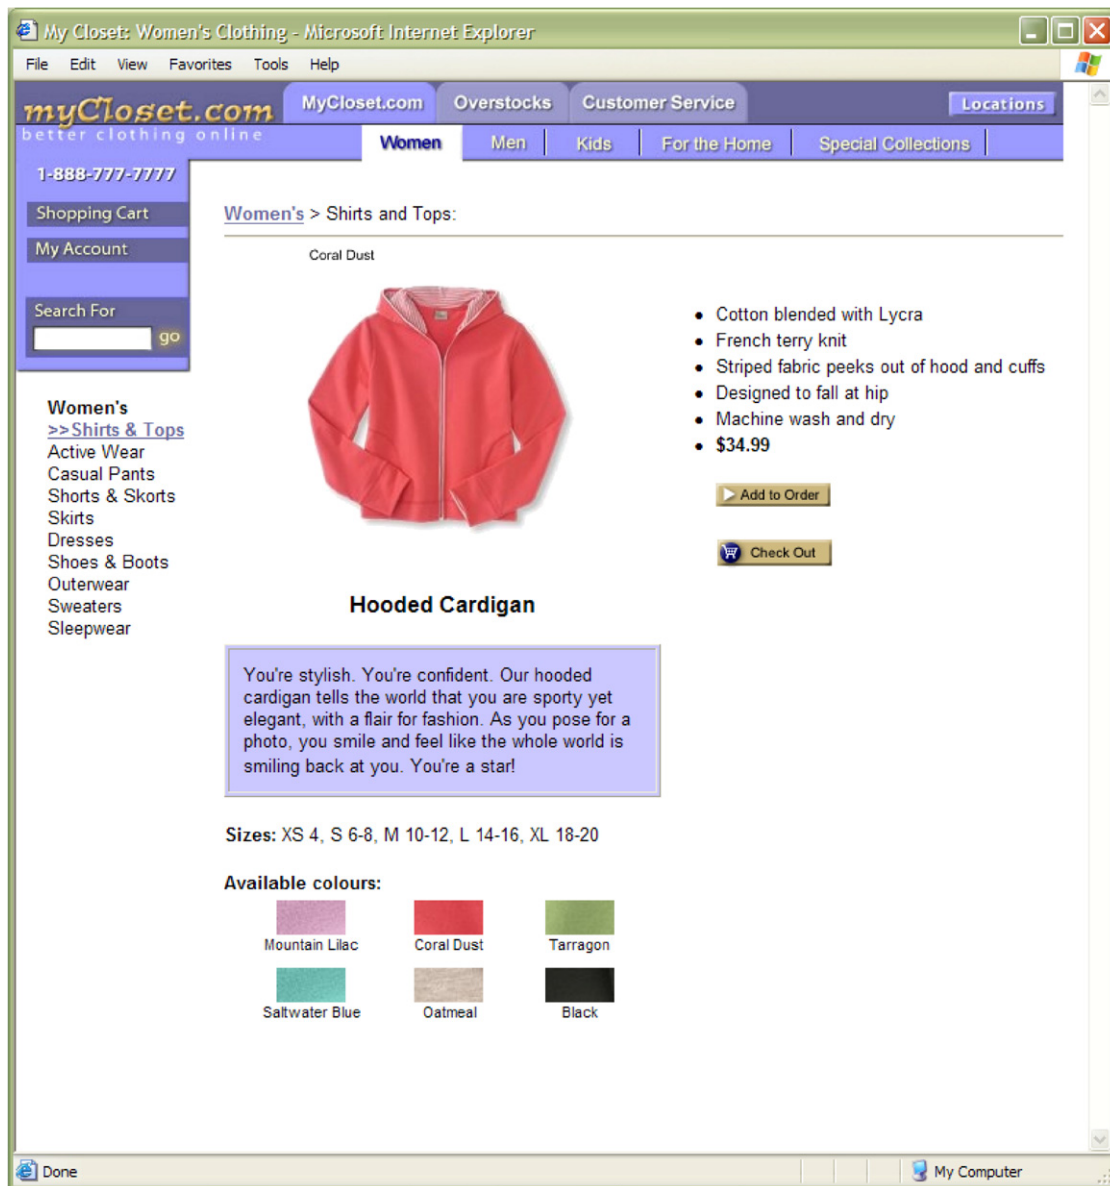 My Closet: Women's Clothing - Microsoft Internet Explorer
File Edit View Favorites Tools Help
myCloset.com
better clothing online
MyCloset.com Overstocks Customer Service Locations
Women Men Kids For the Home Special Collections
1-888-777-7777
Shopping Cart
My Account
Search For
go
Women's
>>Shirts & Tops
Active Wear
Casual Pants
Shorts & Skorts
Skirts
Dresses
Shoes & Boots
Outerwear
Sweaters
Sleepwear
Women's > Shirts and Tops:
Coral Dust
• Cotton blended with Lycra
• French terry knit
• Striped fabric peeks out of hood and cuffs
• Designed to fall at hip
• Machine wash and dry
• $34.99
Add to Order
Check Out
Hooded Cardigan
You're stylish. You're confident. Our hooded
cardigan tells the world that you are sporty yet
elegant, with a flair for fashion. As you pose for a
photo, you smile and feel like the whole world is
smiling back at you. You're a star!
Sizes: XS 4, S 6-8, M 10-12, L 14-16, XL 18-20
Available colours:
Mountain Lilac Coral Dust Tarragon
Saltwater Blue Oatmeal Black
Done My Computer